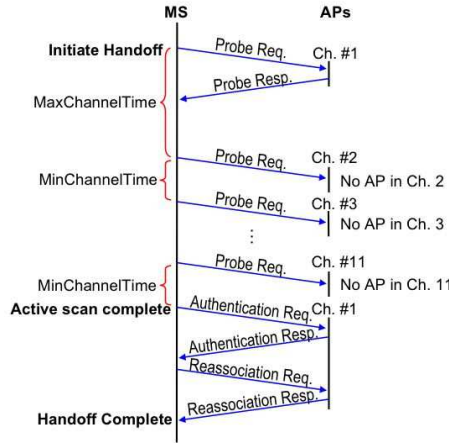 MS APs
Initiate Handoff Probe Req. Ch. #1
Probe Resp.
MaxChannelTime
Probe Req. Ch. #2
MinChannelTime No AP in Ch. 2
Probe Req. Ch. #3
No AP in Ch. 3
...
Probe Req. Ch. #11
MinChannelTime No AP in Ch. 11
Active scan complete Authentication Req. Ch. #1
Authentication Resp.
Reassociation Req.
Handoff Complete Reassociation Resp.